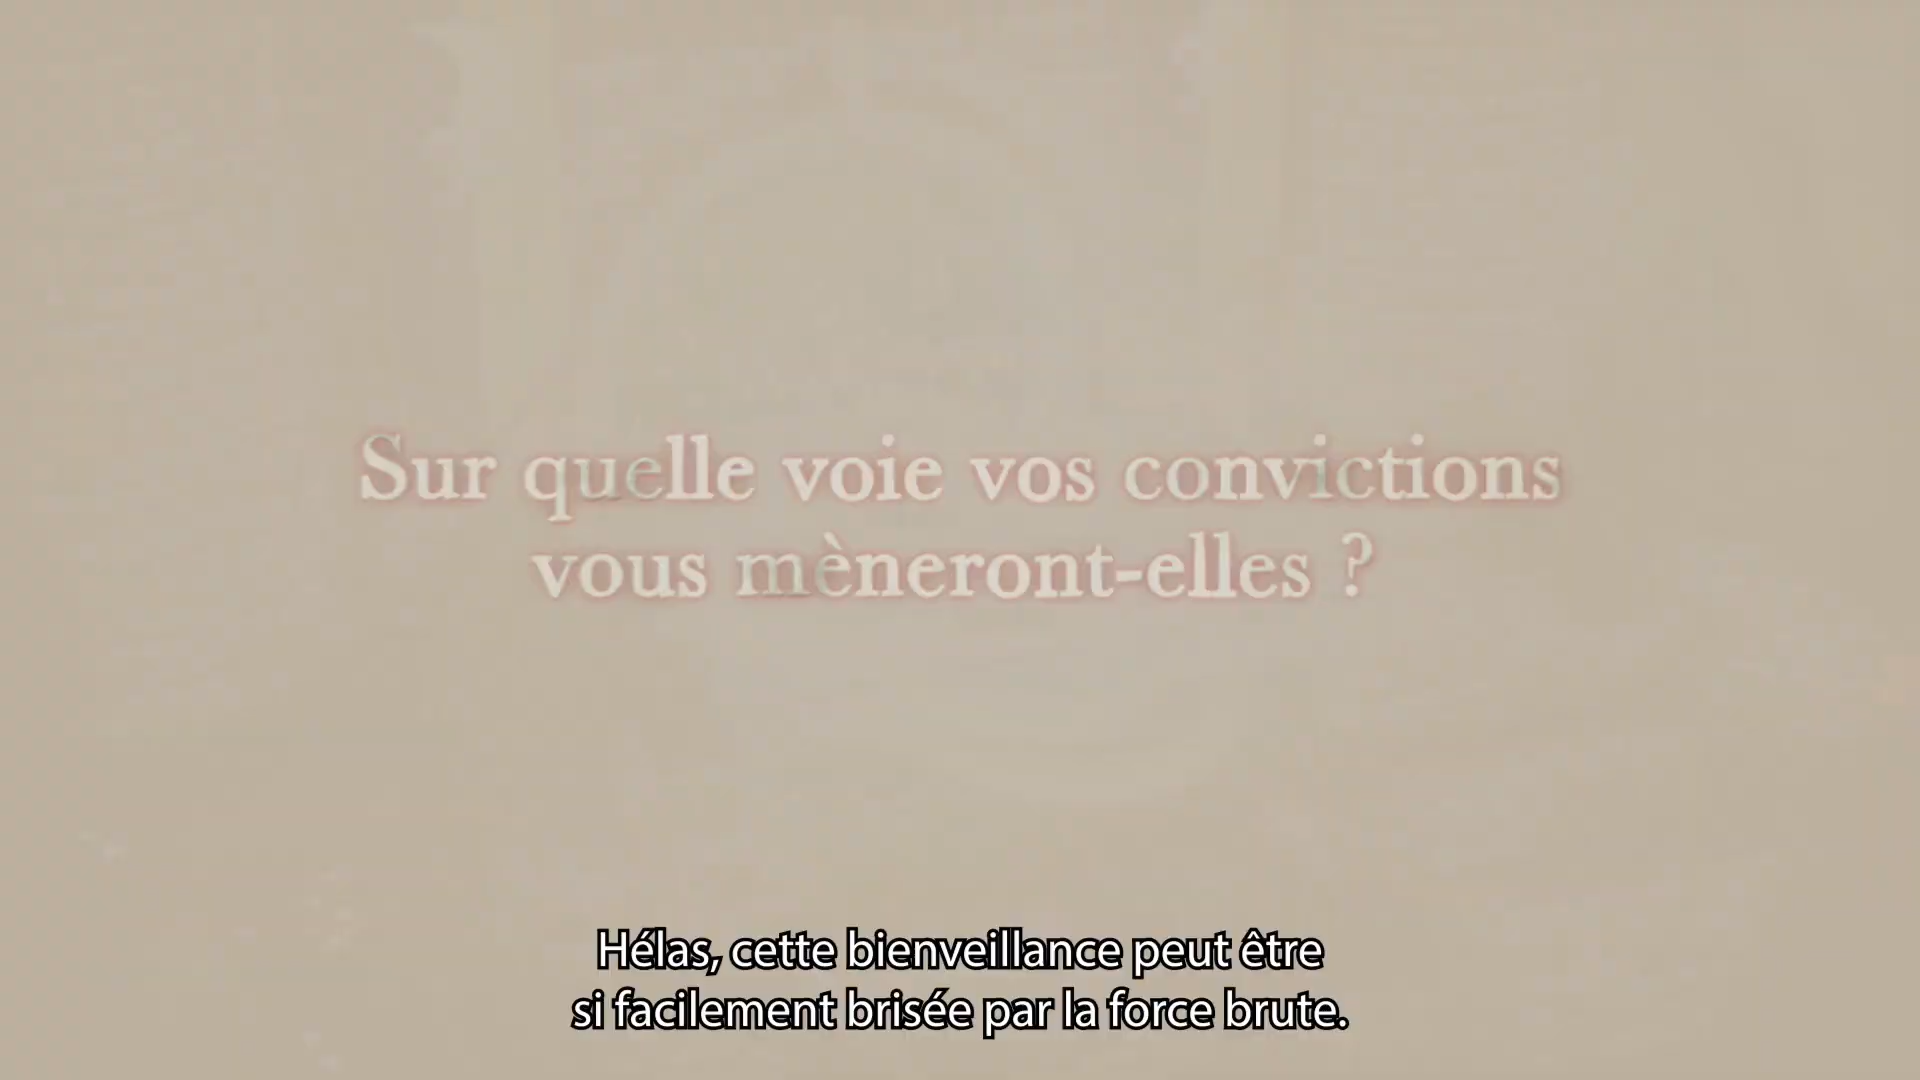 Sur quelle voie vos convictions
vous mèneront-elles ?
Hélas, cette bienveillance peut être
si facilement brisée par la force brute.